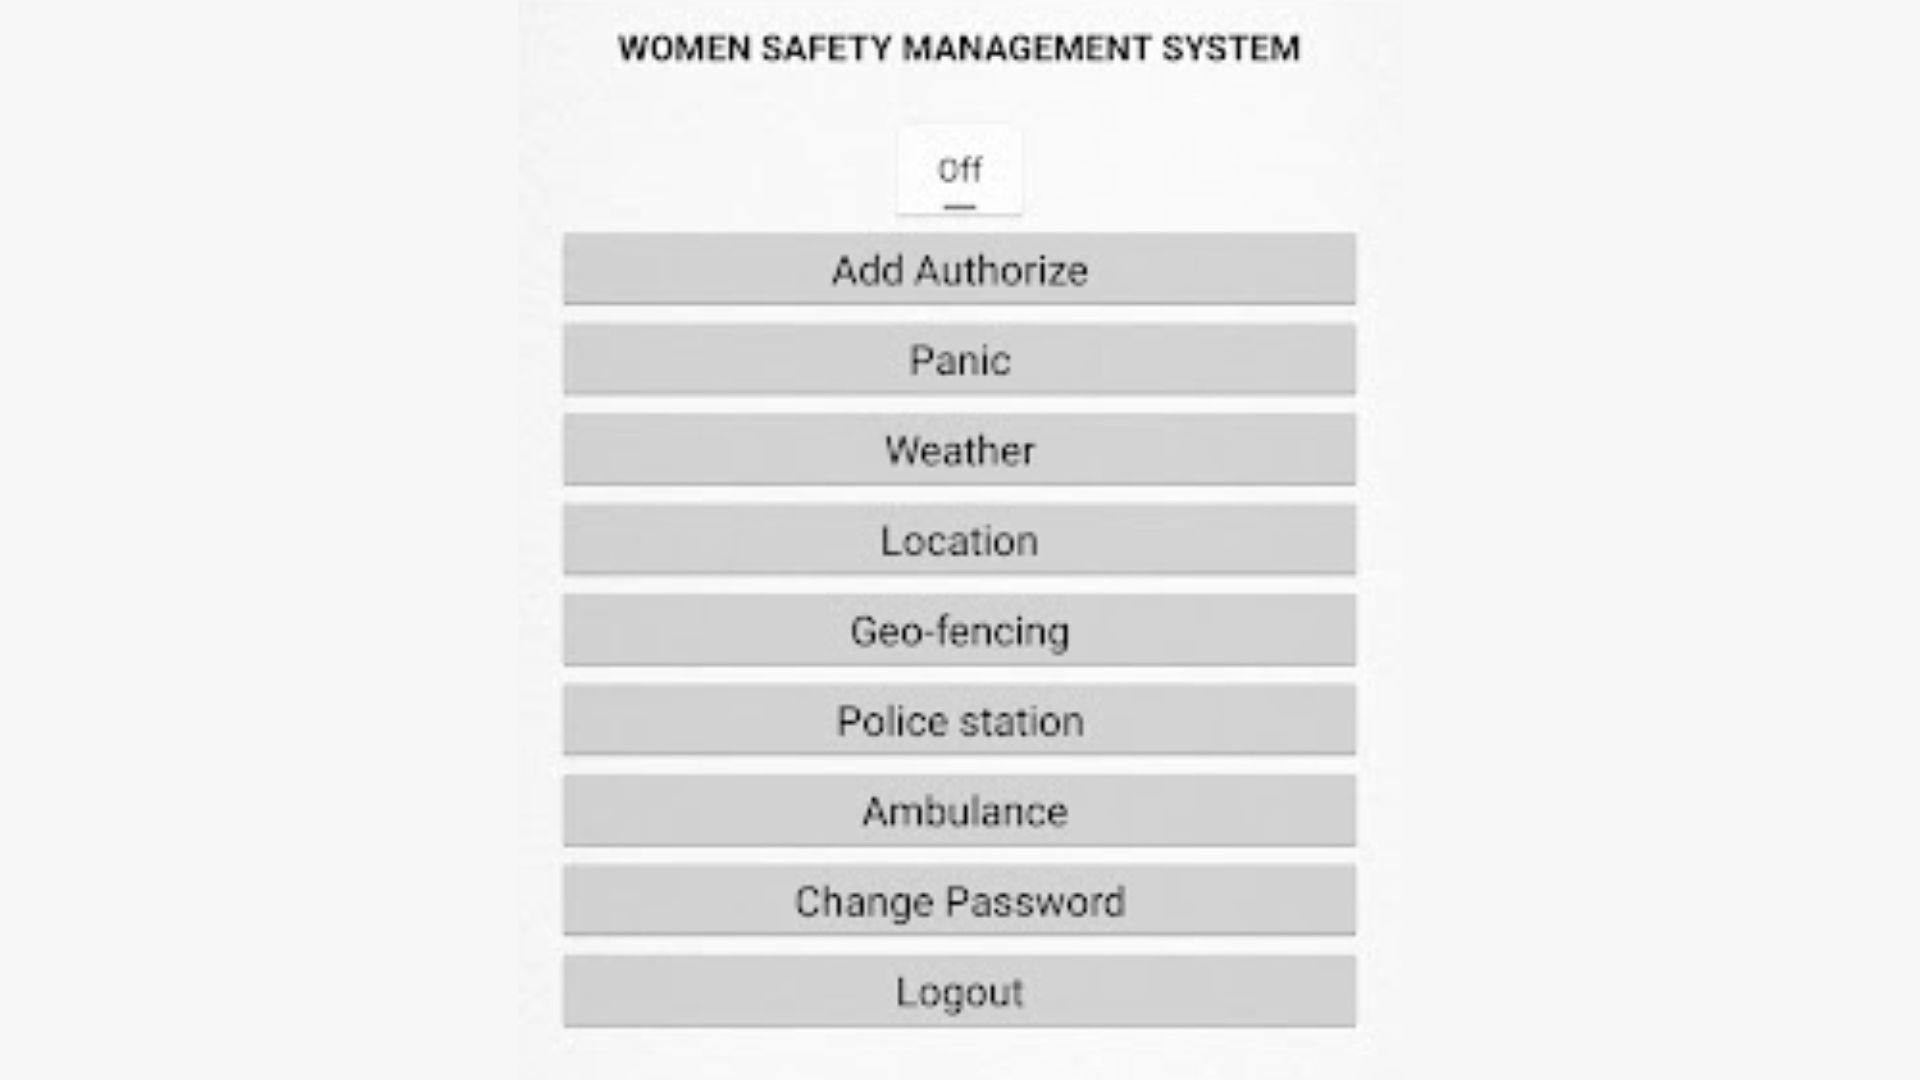 WOMEN SAFETY MANAGEMENT SYSTEM
Off
Add Authorize
Panic
Weather
Location
Geo-fencing
Police station
Ambulance
Change Password
Logout